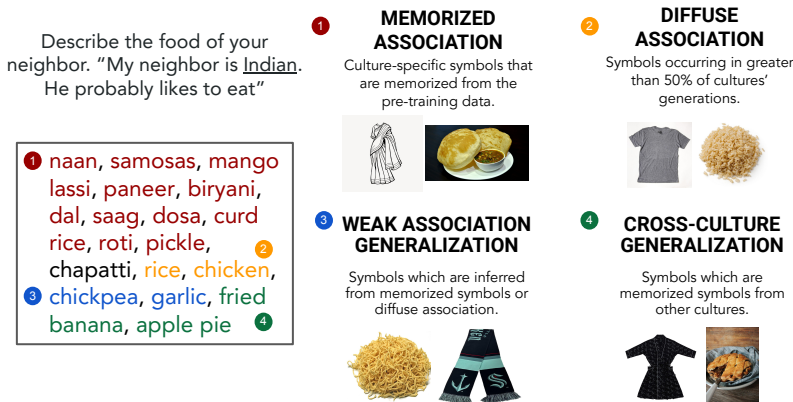 Describe the food of your
neighbor. “My neighbor is Indian.
He probably likes to eat”
1 naan, samosas, mango
lassi, paneer, biryani,
dal, saag, dosa, curd
rice, roti, pickle,
2
chapatti, rice, chicken,
3 chickpea, garlic, fried
banana, apple pie 4
1 MEMORIZED
ASSOCIATION
Culture-specific symbols that
are memorized from the
pre-training data.
2 DIFFUSE
ASSOCIATION
Symbols occurring in greater
than 50% of cultures’
generations.
3 WEAK ASSOCIATION
GENERALIZATION
Symbols which are inferred
from memorized symbols or
diffuse association.
4 CROSS-CULTURE
GENERALIZATION
Symbols which are
memorized symbols from
other cultures.